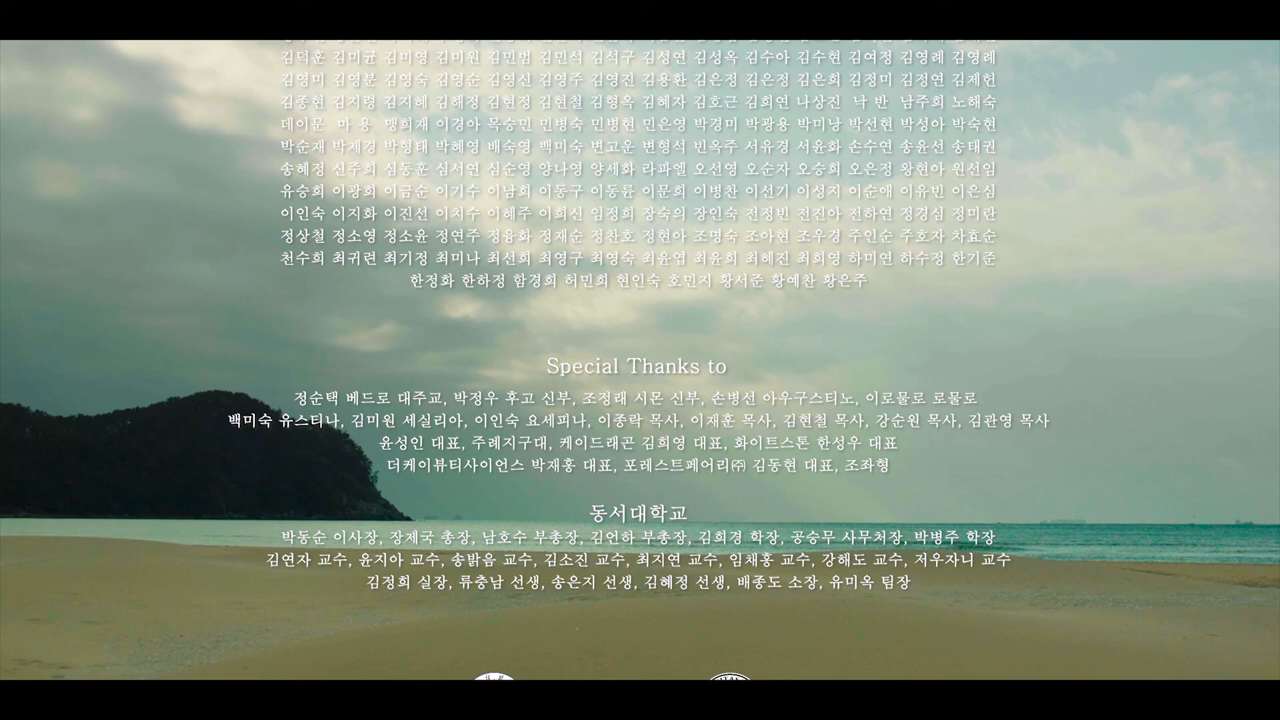 김덕훈 김미균 김미영 김미원 김민범 김민석 김석구 김성연 김성옥 김수아 김수현 김여정 김영례 김영례
김영미 김영분 김영숙 김영순 김영신 김영주 김영진 김용환 김은정 김은정 김은희 김정미 김정연 김제헌
김종현 김지령 김지혜 김해정 김현정 김현철 김형옥 김혜자 김호근 김희연 나상진 낙 반 남주희 노해숙
데이문 마 웅 맹희재 이경아 목승민 민병숙 민병현 민은영 박경미 박광용 박미낭 박선현 박성아 박숙현
박순재 박제경 박형태 박혜영 배숙영 백미숙 변고운 변형석 빈옥주 서유경 서윤화 손수연 송윤선 송태권
송혜정 신주희 심동훈 심서연 심순영 양나영 양세화 라파엘 오선영 오순자 오승희 오은정 왕현아 원선임
유승희 이광희 이금순 이기수 이남희 이동구 이동륜 이문희 이병찬 이선기 이성지 이순애 이유빈 이은심
이인숙 이지화 이진선 이치수 이혜주 이희신 임정희 장숙의 장인숙 전정빈 전진아 전하연 정경심 정미란
정상철 정소영 정소윤 정연주 정융화 정재순 정찬호 정현아 조명숙 조아현 조우경 주인순 주호자 차효순
천수희 최귀련 최기정 최미나 최선희 최영구 최영숙 최윤엽 최윤희 최혜진 최희영 하미연 하수정 한기준
한정화 한하정 함경희 허민희 현인숙 호민지 황서준 황예찬 황은주
Special Thanks to
정순택 베드로 대주교, 박정우 후고 신부, 조정래 시몬 신부, 손병선 아우구스티노, 이로물로 로물로
백미숙 유스티나, 김미원 세실리아, 이인숙 요세피나, 이종락 목사, 이재훈 목사, 김현철 목사, 강순원 목사, 김관영 목사
윤성인 대표, 주례지구대, 케이드래곤 김희영 대표, 화이트스톤 한성우 대표
더케이뷰티사이언스 박재홍 대표, 포레스트페어리㈜ 김동현 대표, 조좌형
동서대학교
박동순 이사장, 장제국 총장, 남호수 부총장, 김언하 부총장, 김희경 학장, 공승무 사무처장, 박병주 학장
김연자 교수, 윤지아 교수, 송밝음 교수, 김소진 교수, 최지연 교수, 임채홍 교수, 강해도 교수, 저우자니 교수
김정희 실장, 류충남 선생, 송은지 선생, 김혜정 선생, 배종도 소장, 유미옥 팀장